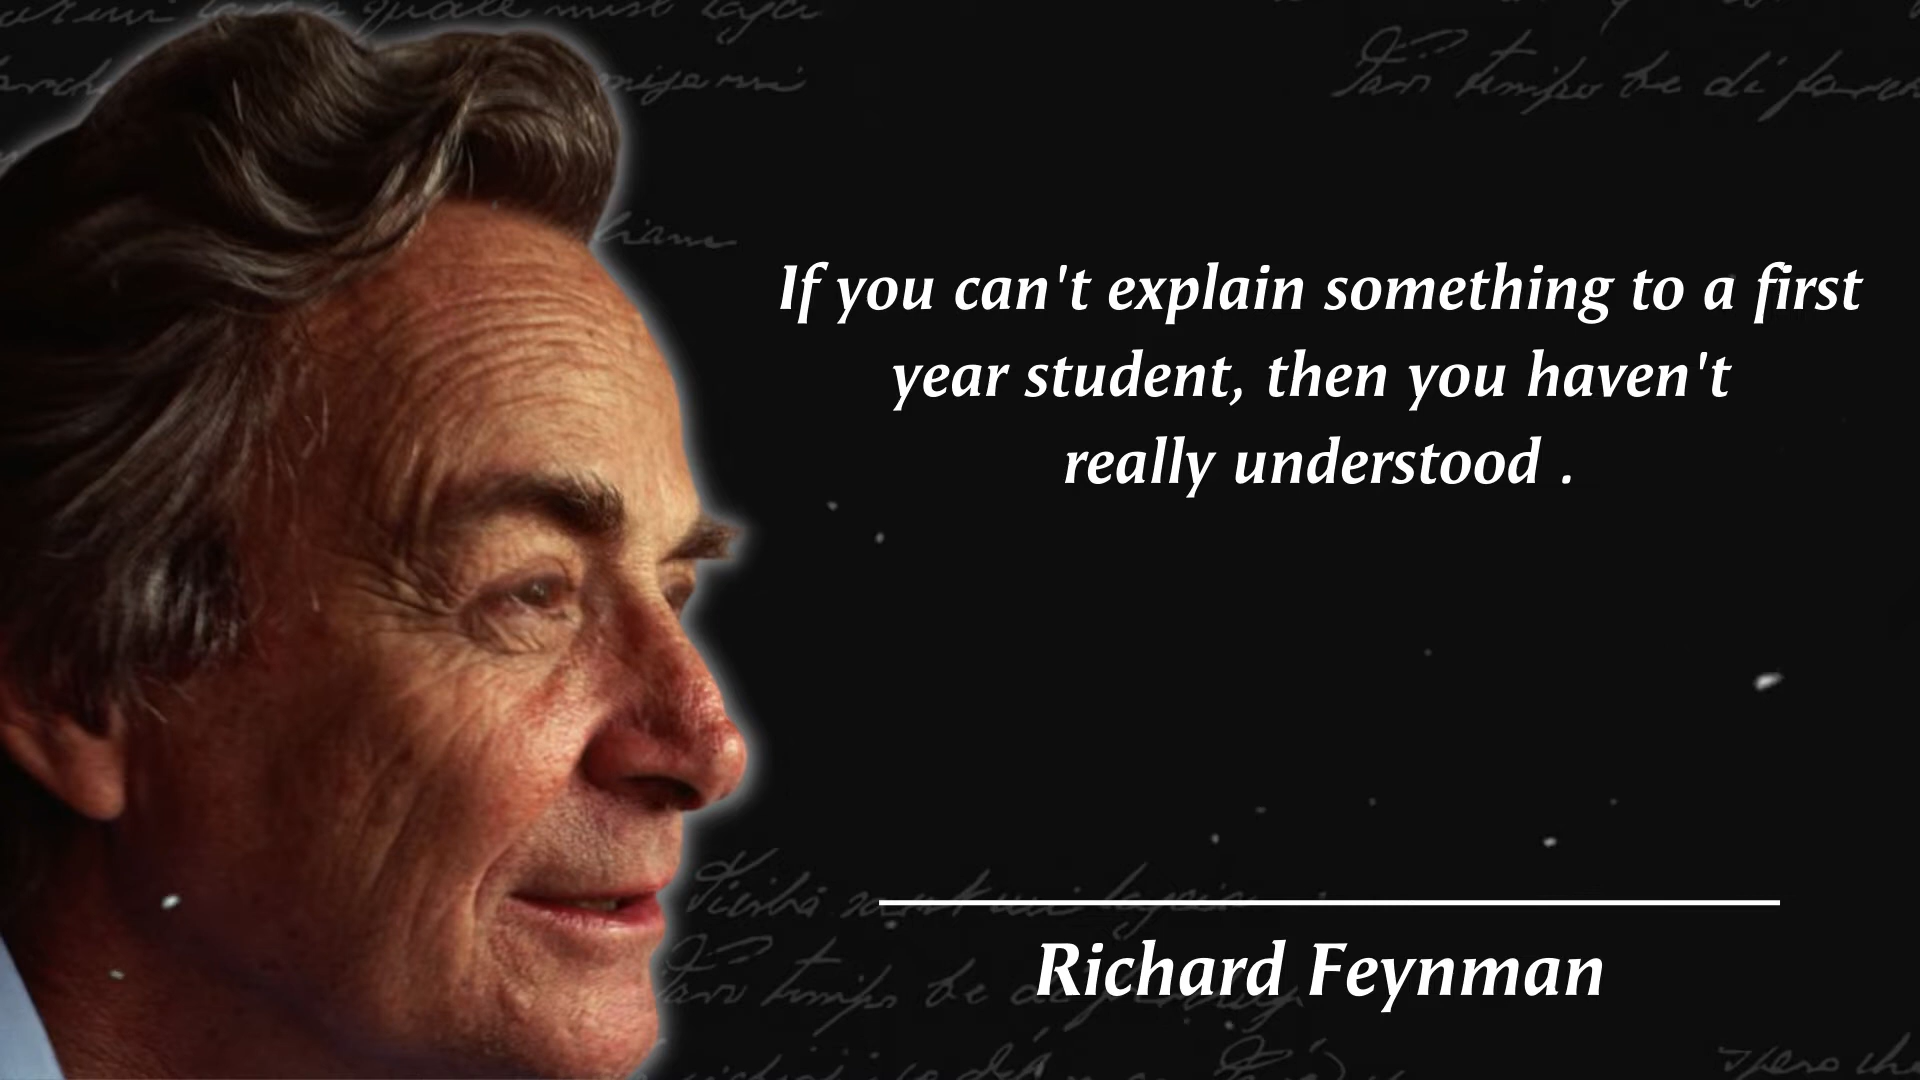 If you can't explain something to a first
year student, then you haven't
really understood .
Richard Feynman